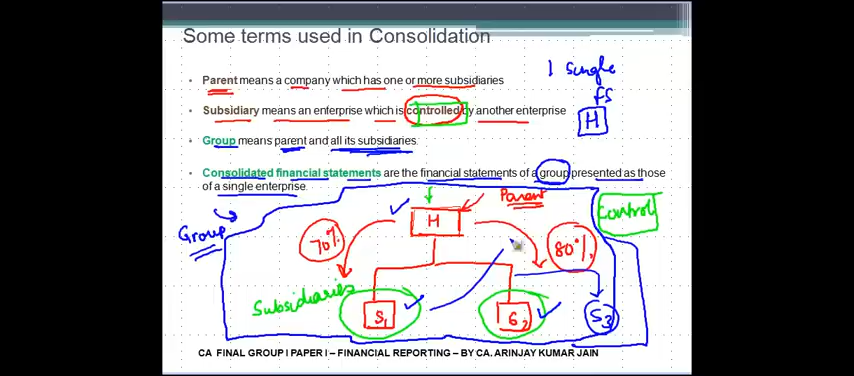 Some terms used in Consolidation
• Parent means a company which has one or more subsidiaries
• Subsidiary means an enterprise which is controlled by another enterprise
• Group means parent and all its subsidiaries.
• Consolidated financial statements are the financial statements of a group presented as those
of a single enterprise.
1 single
fs
H
Parent
Control
Group
H
70%
80%
Subsidiaries
S1
S2
S3
CA FINAL GROUP I PAPER I – FINANCIAL REPORTING – BY CA. ARINJAY KUMAR JAIN